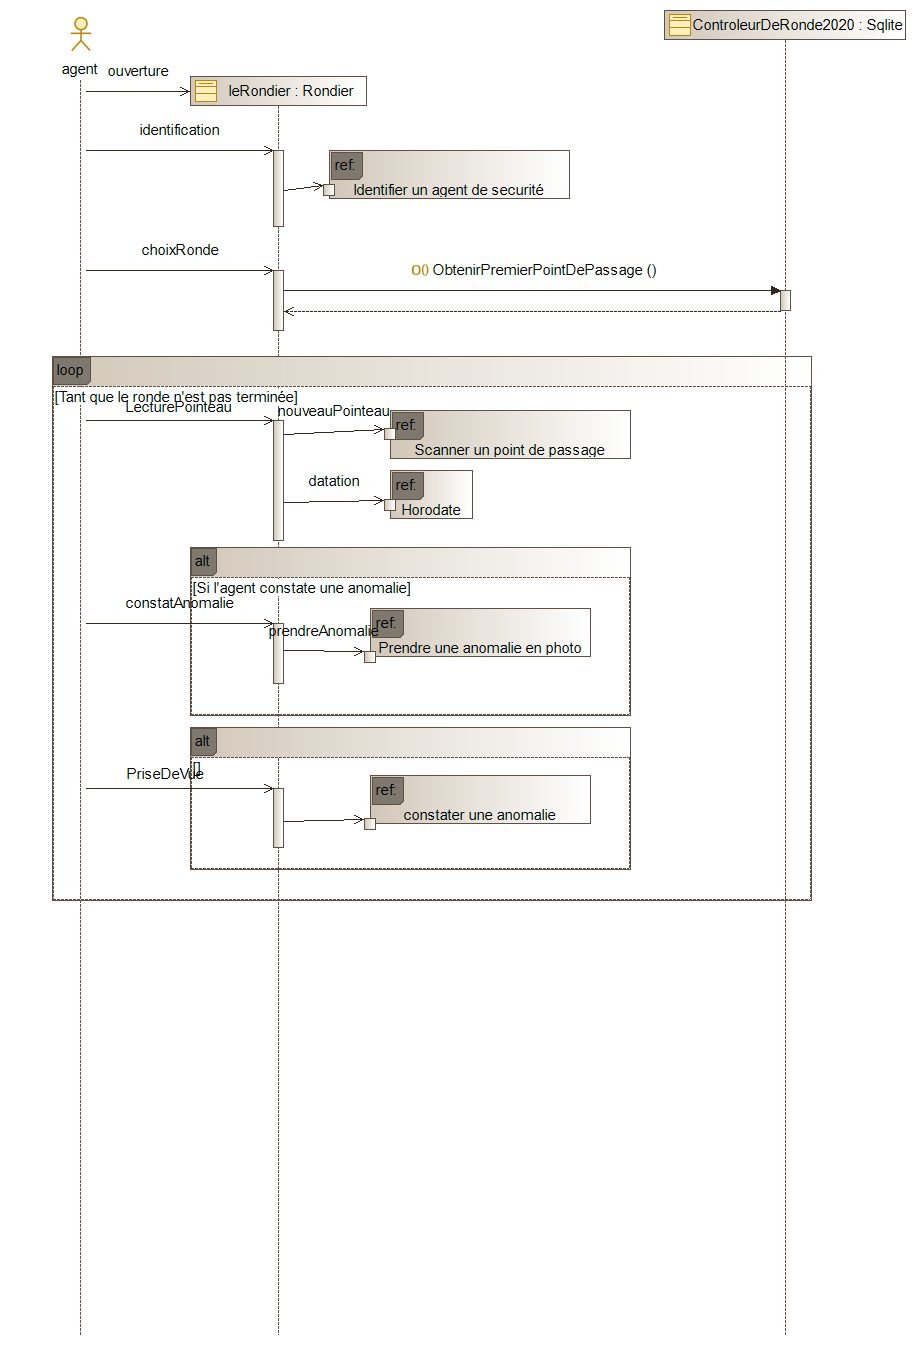 ControleurDeRonde2020 : Sqlite
agent
ouverture
leRondier : Rondier
identification
ref:
Identifier un agent de securité
choixRonde
O() ObtenirPremierPointDePassage ()
loop
[Tant que le ronde n'est pas terminée]
LecturePointeau
nouveauPointeau
ref:
Scanner un point de passage
datation
ref:
Horodate
alt
[Si l'agent constate une anomalie]
constatAnomalie
prendreAnomalie
ref:
Prendre une anomalie en photo
alt
[]
PriseDeVue
ref:
constater une anomalie